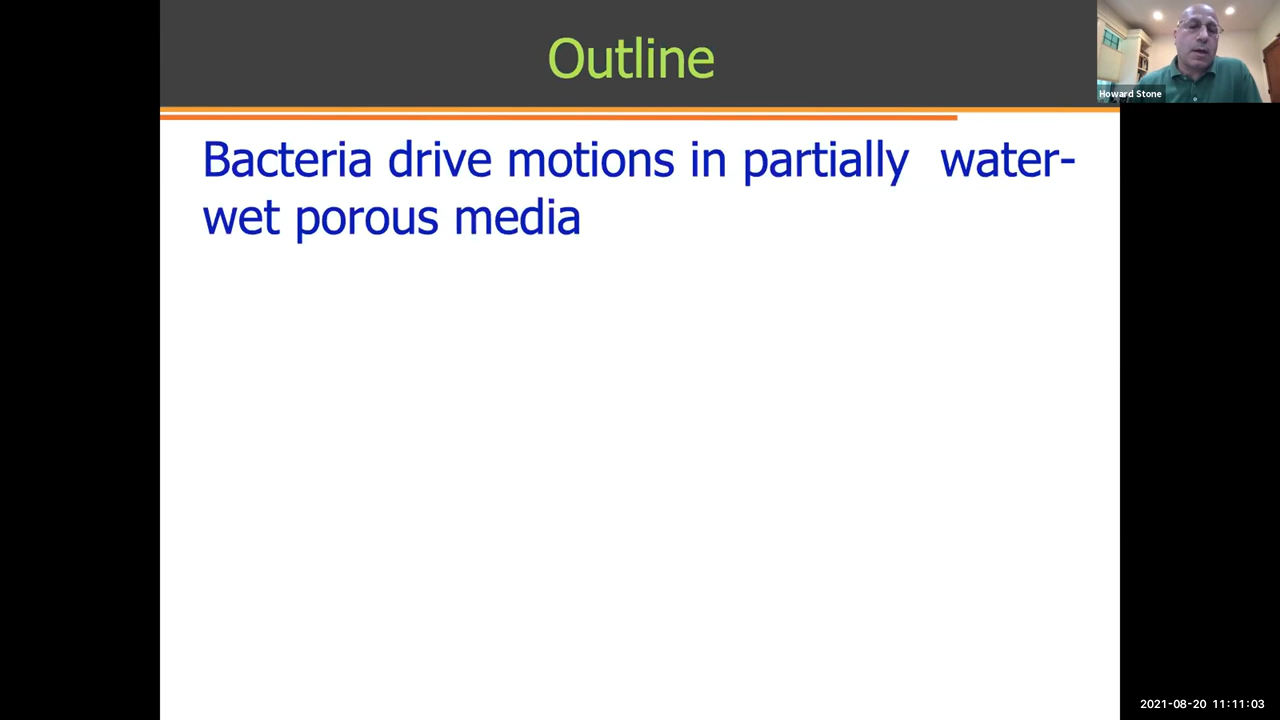 Outline
Howard Stone
Bacteria drive motions in partially water-
wet porous media
2021-08-20 11:11:03